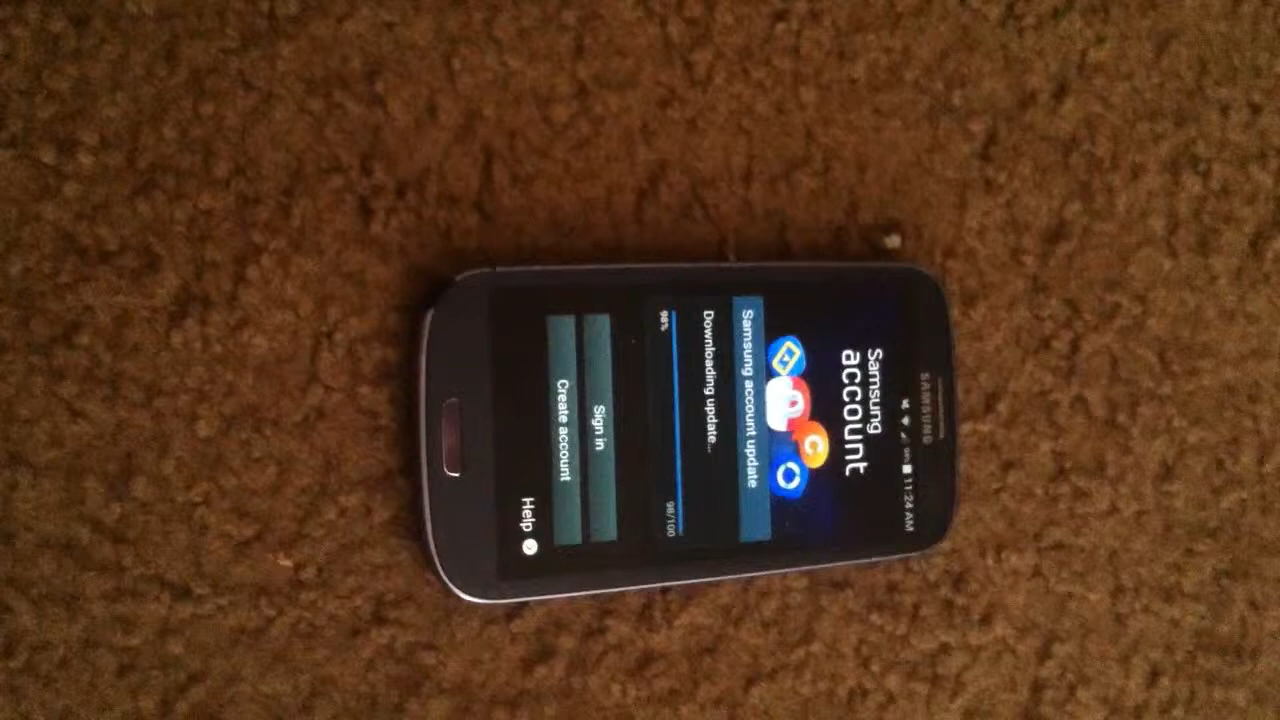 SAMSUNG
98% 11:24 AM
Samsung
account
Samsung account update
Downloading update...
98% 98/100
Sign in
Create account
Help